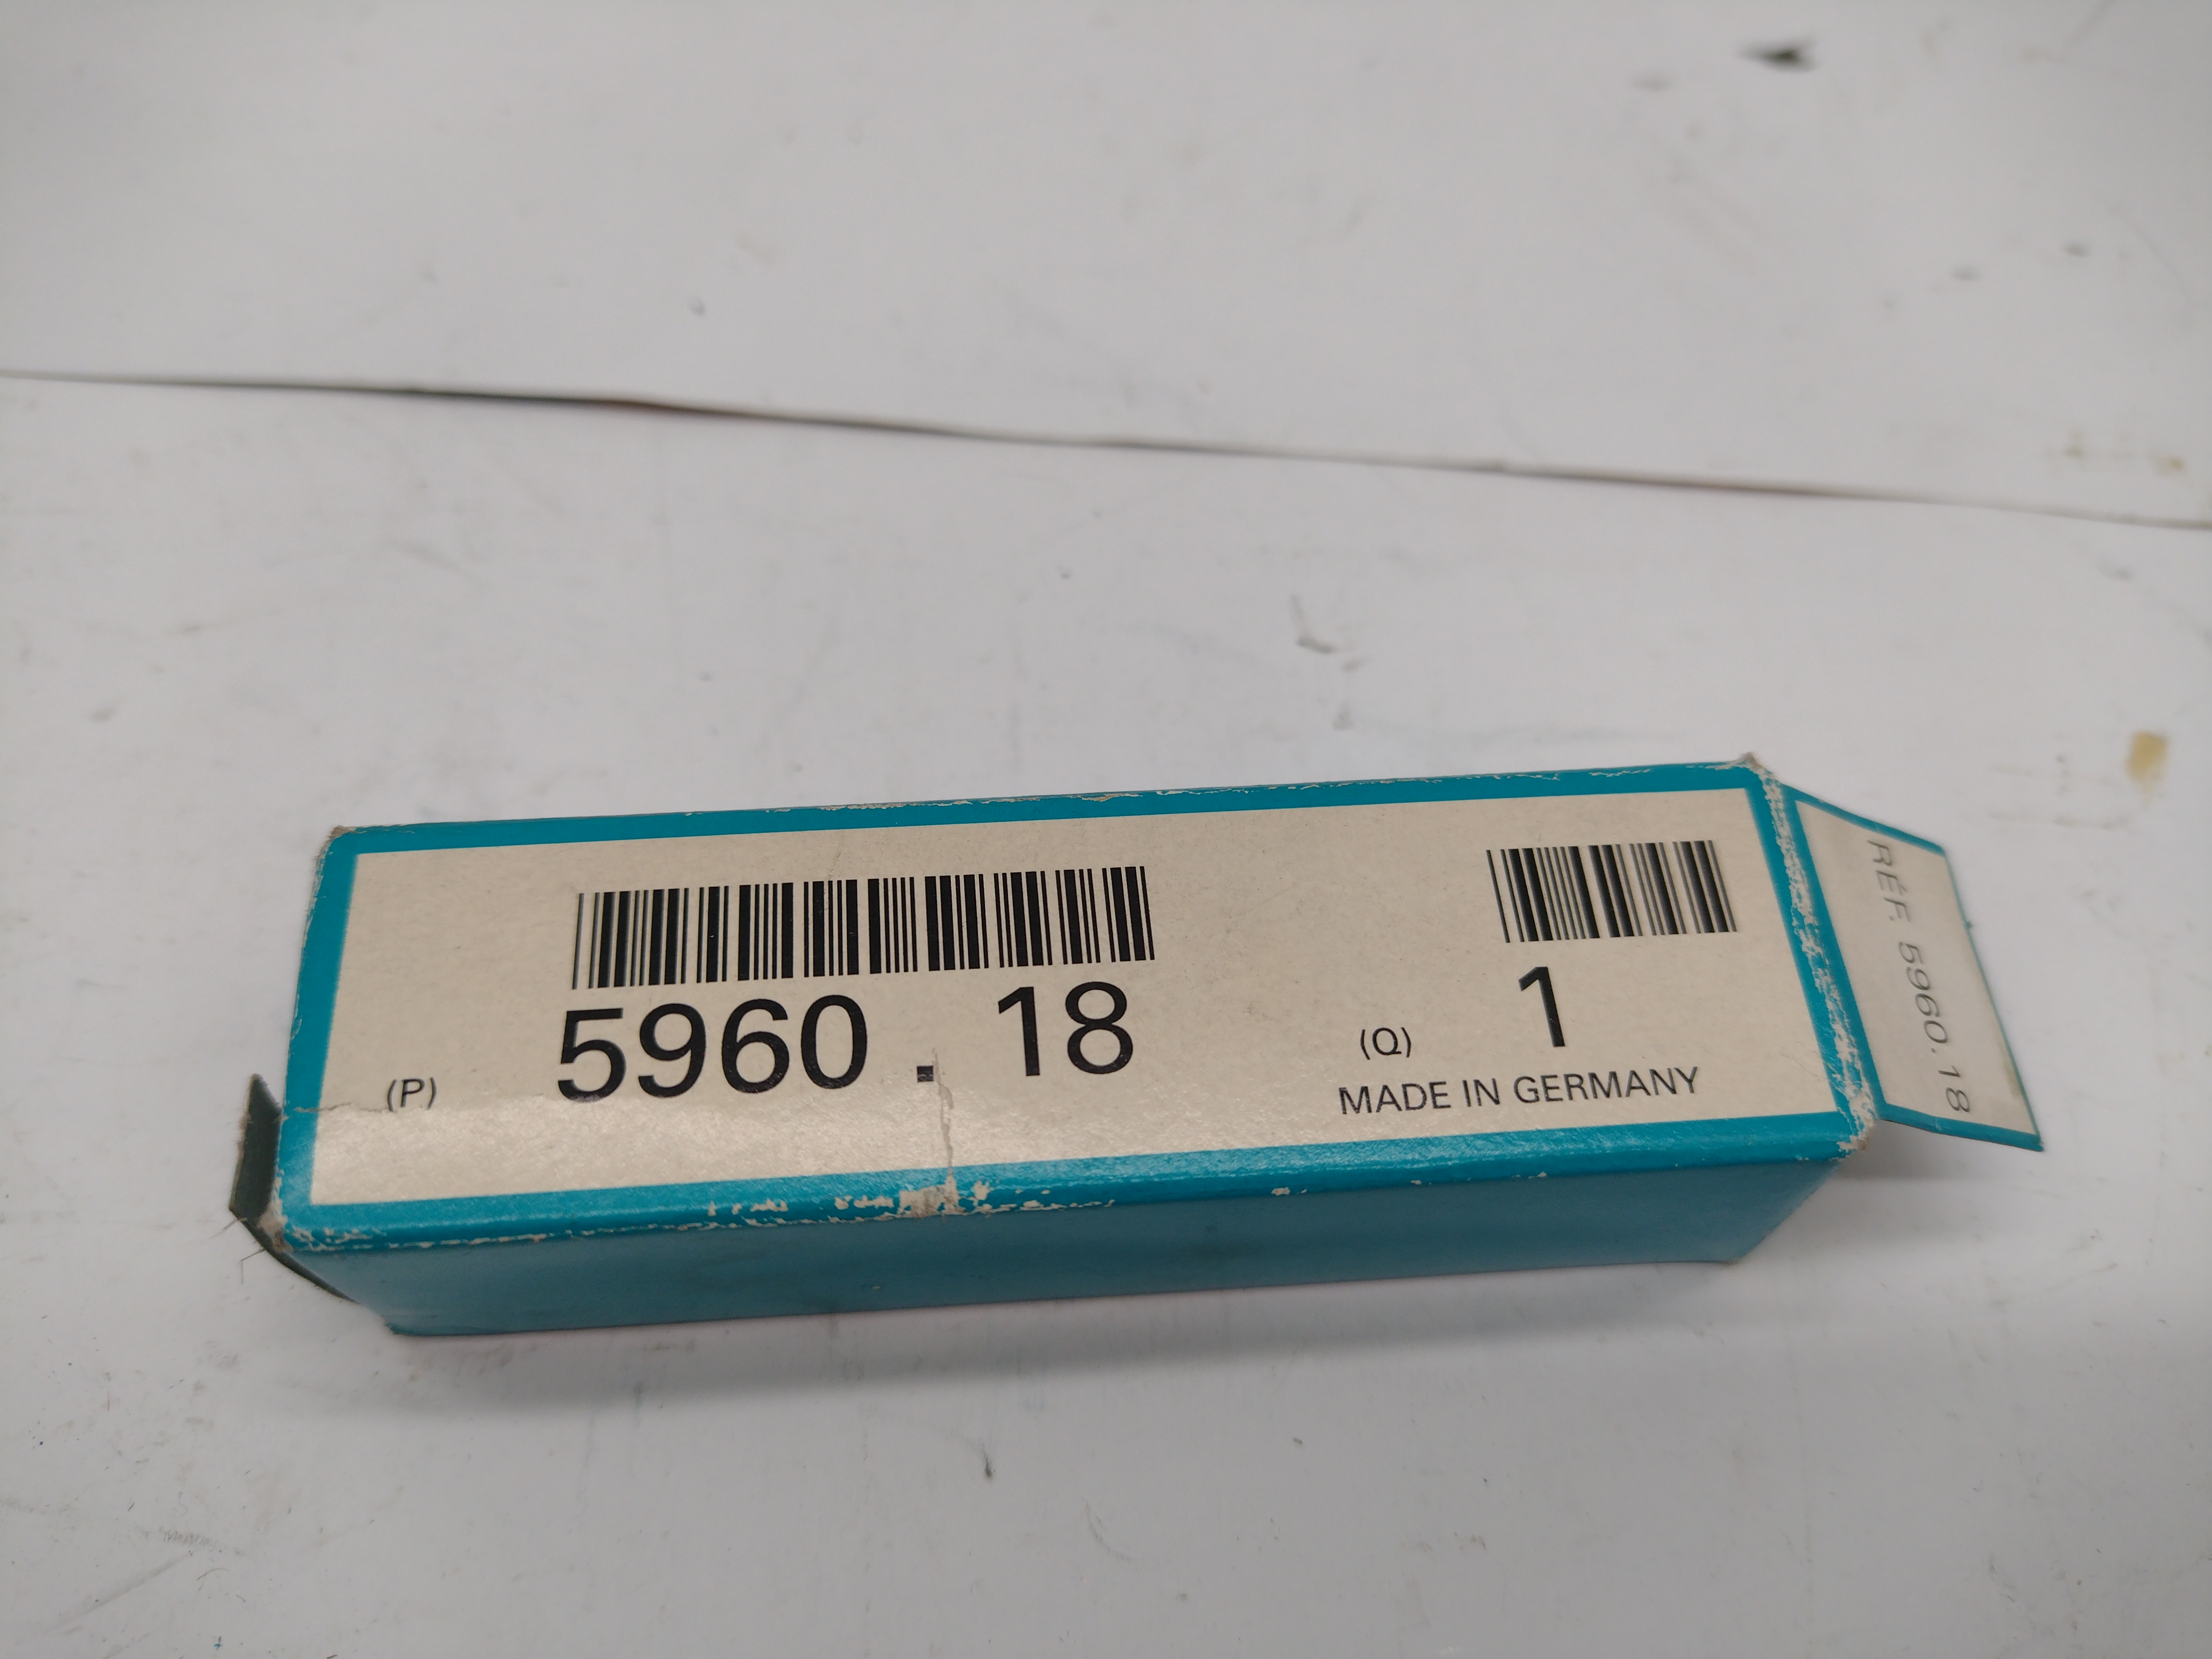 (P) 5960 . 18
(Q) 1
MADE IN GERMANY
RÉF. 5960.18